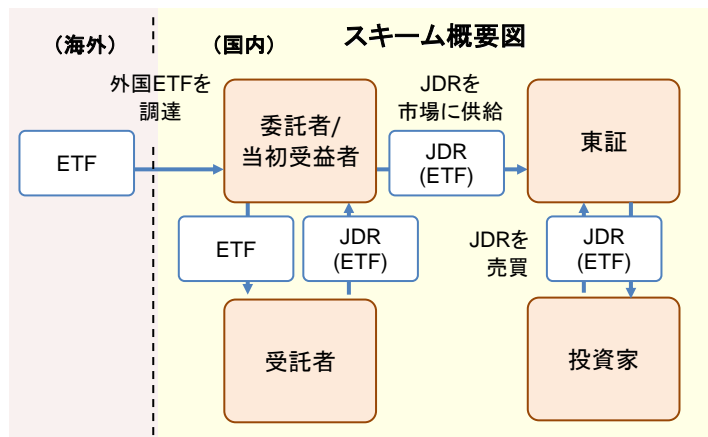 （海外）
（国内）
スキーム概要図
外国ETFを
調達
JDRを
市場に供給
委託者/
当初受益者
東証
ETF
JDR
(ETF)
ETF
JDR
(ETF)
JDRを
売買
JDR
(ETF)
受託者
投資家